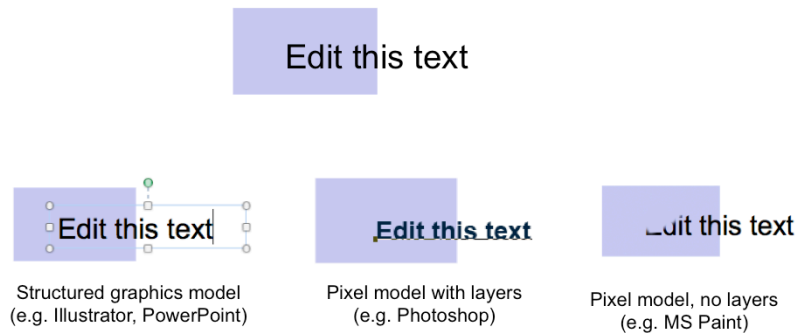 Edit this text
Edit this text
Edit this text
Edit this text
Structured graphics model
(e.g. Illustrator, PowerPoint)
Pixel model with layers
(e.g. Photoshop)
Pixel model, no layers
(e.g. MS Paint)